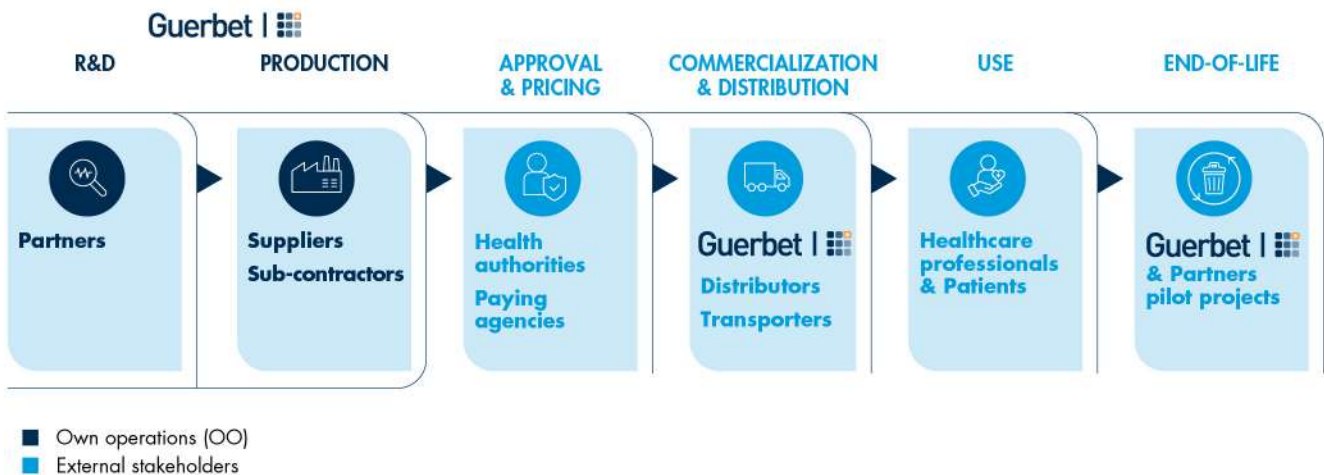 Guerbet
R&D
PRODUCTION
APPROVAL
& PRICING
COMMERCIALIZATION
& DISTRIBUTION
USE
END-OF-LIFE
Partners
Suppliers
Sub-contractors
Health
authorities
Paying
agencies
Guerbet
Distributors
Transporters
Healthcare
professionals
& Patients
Guerbet
& Partners
pilot projects
Own operations (OO)
External stakeholders